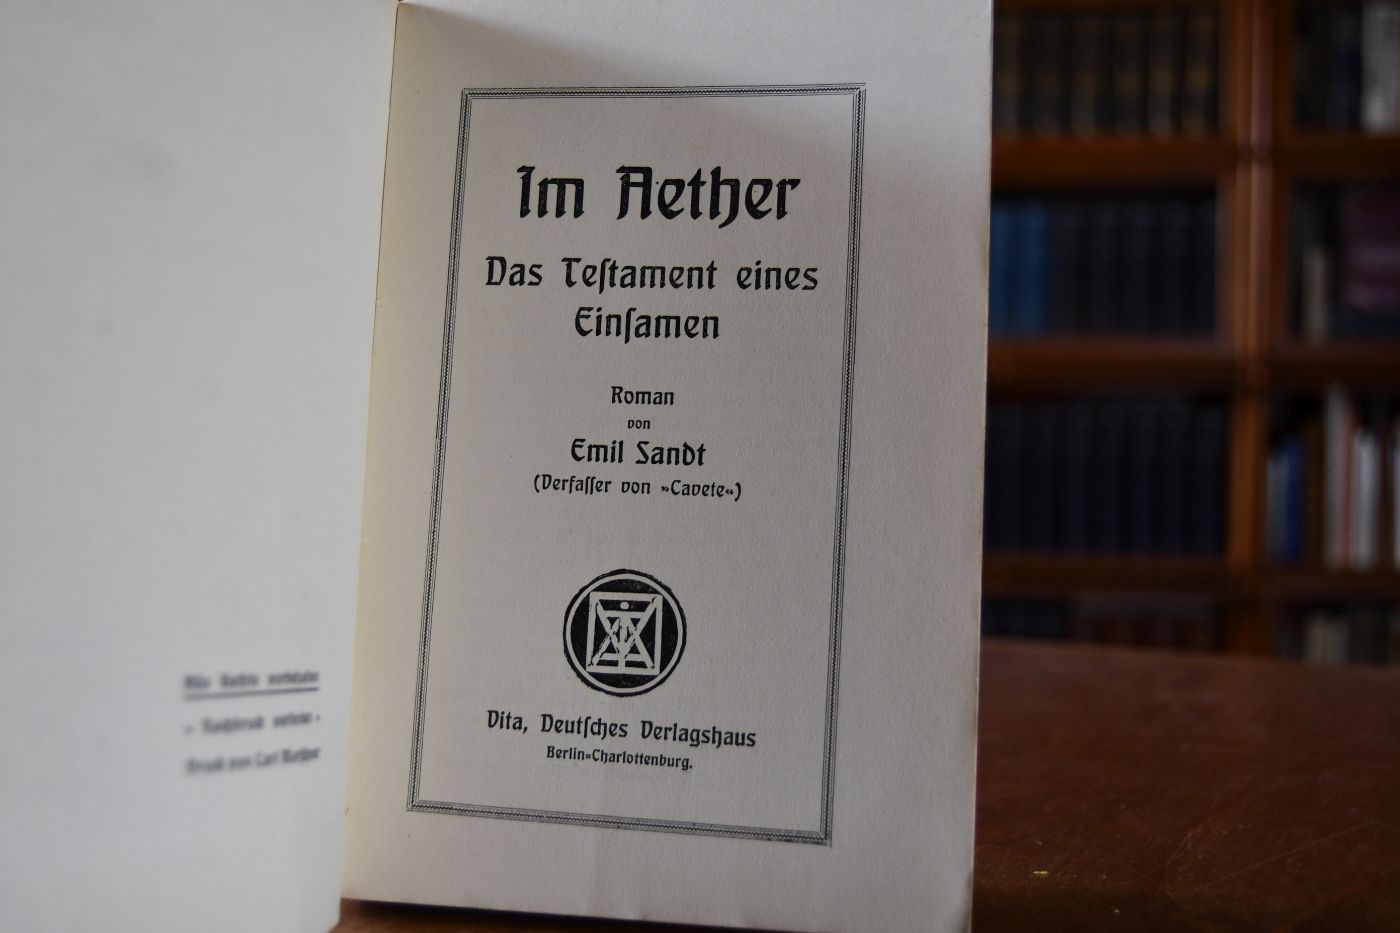 Im Aether
Das Teſtament eines
Einſamen
Roman
von
Emil Sandt
(Verfaſſer von »Cavete«)
Vita, Deutſches Verlagshaus
Berlin=Charlottenburg.